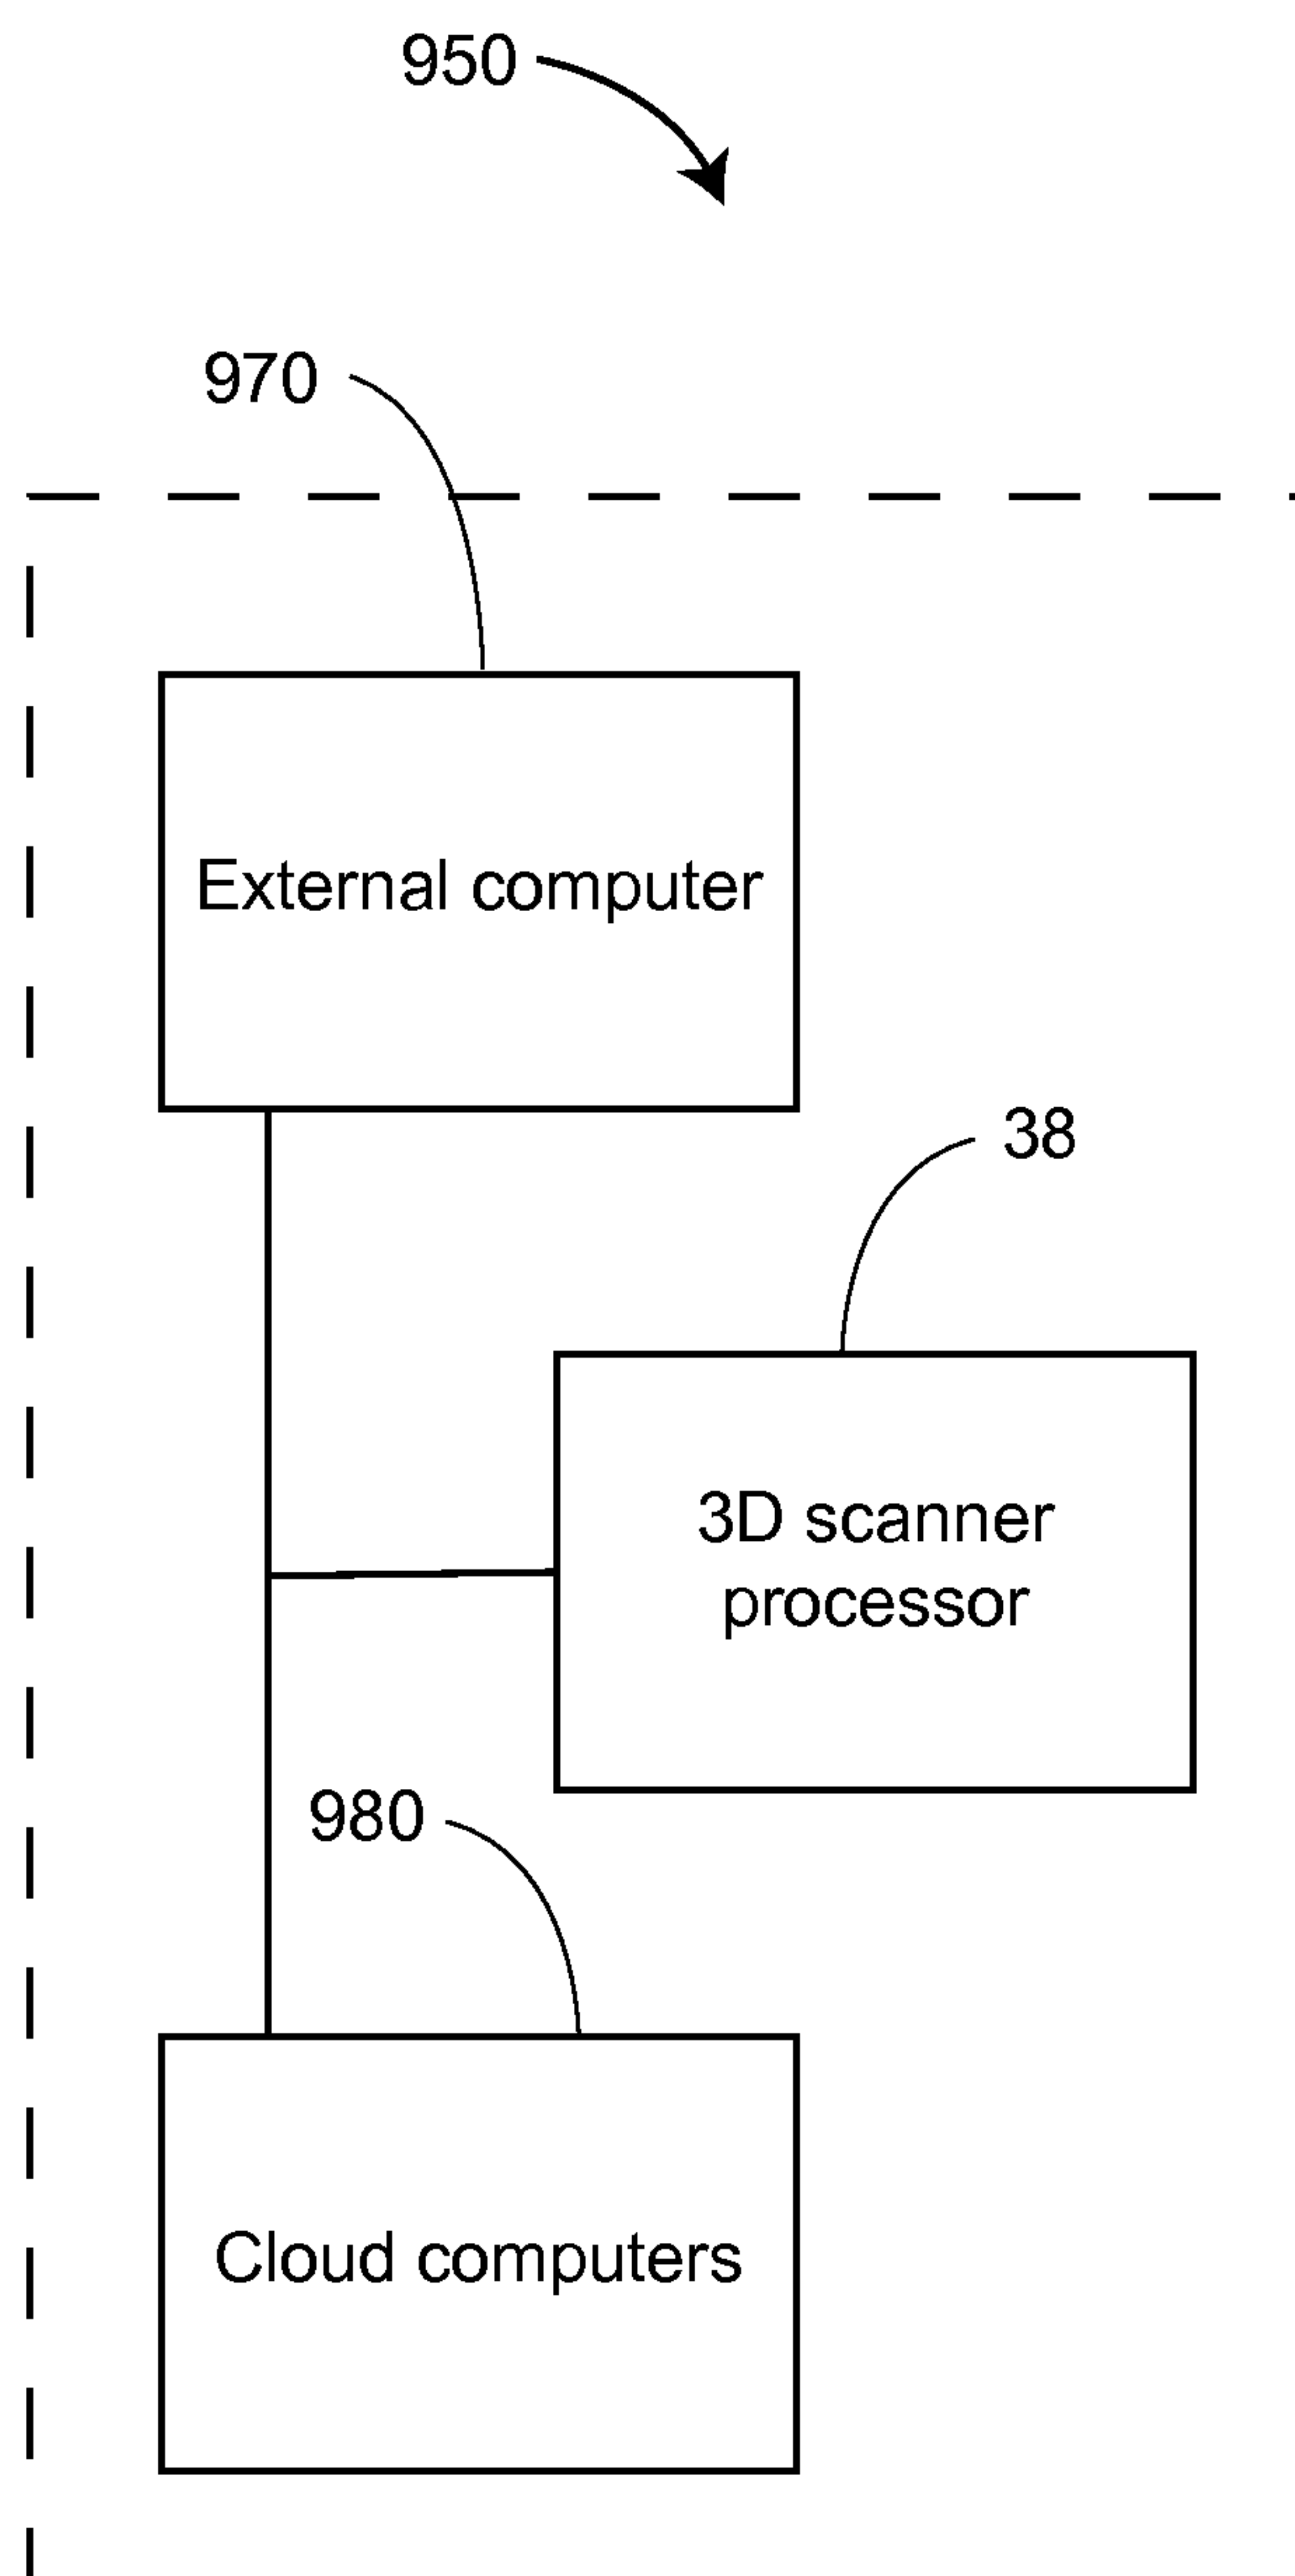 950
970
External computer
38
3D scanner
processor
980
Cloud computers